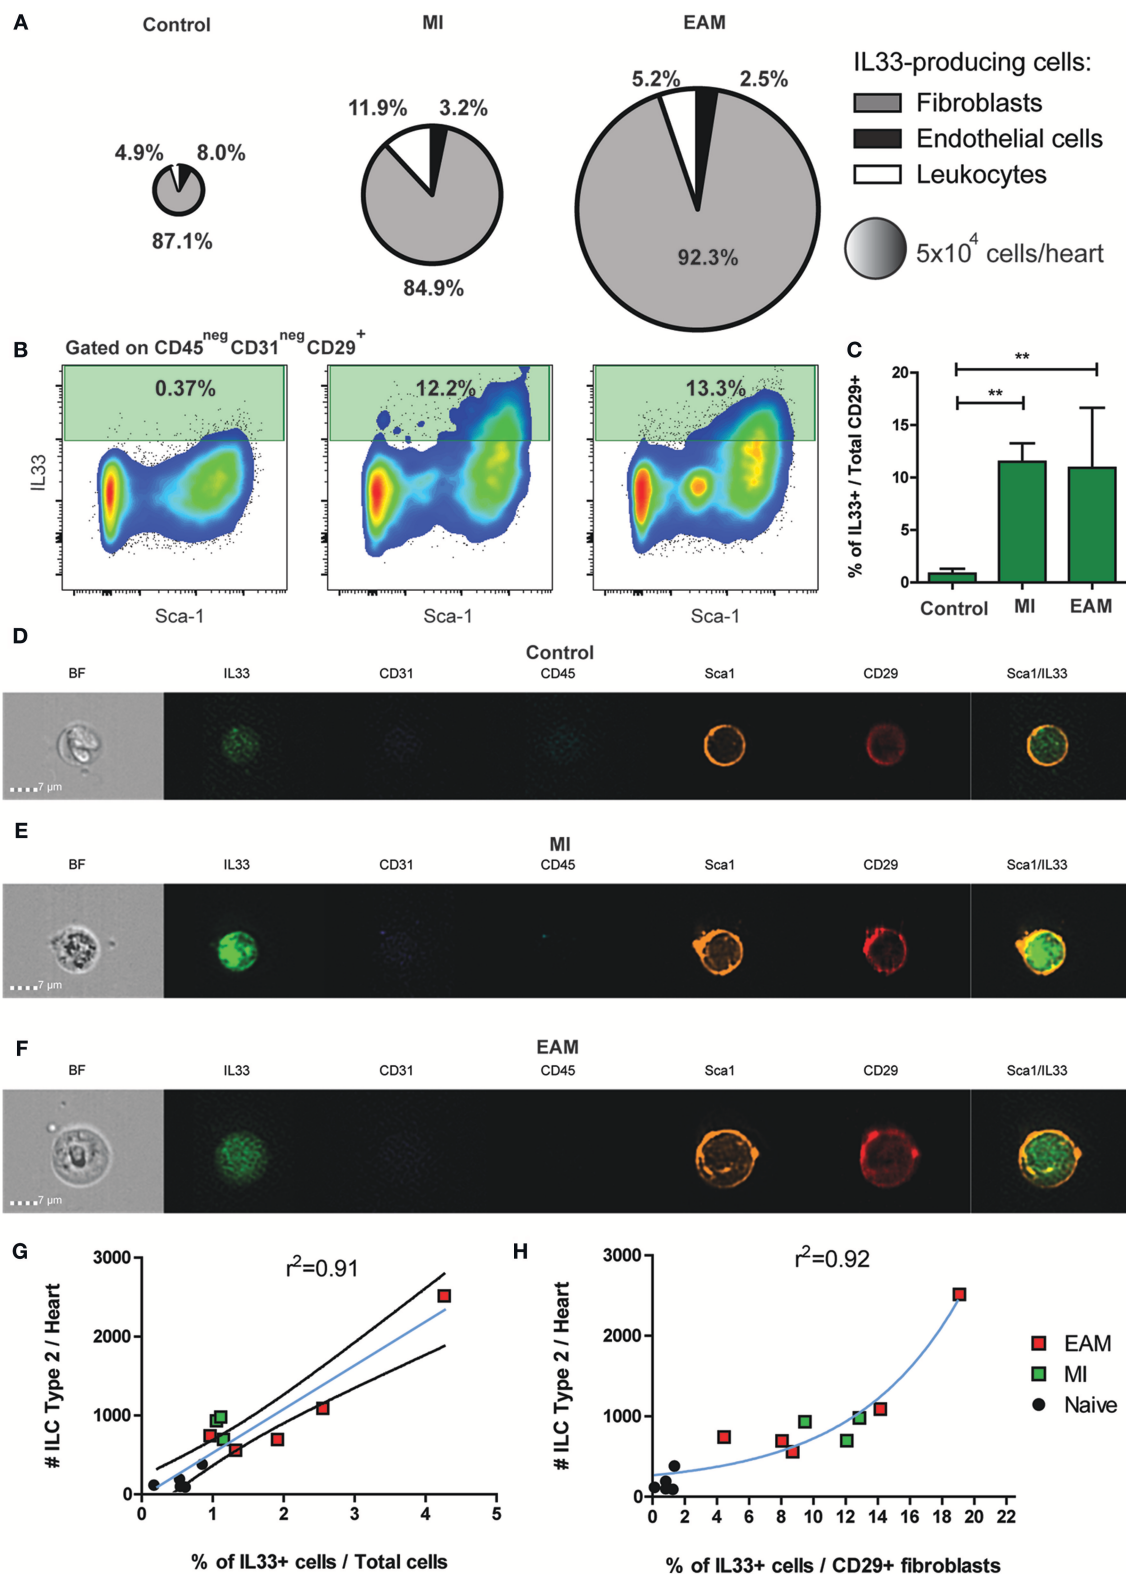 A
Control
MI
EAM
4.9%
8.0%
87.1%
11.9%
3.2%
84.9%
5.2%
2.5%
92.3%
IL33-producing cells:
Fibroblasts
Endothelial cells
Leukocytes
5x10^4 cells/heart
B
Gated on CD45^neg CD31^neg CD29^+
IL33
0.37%
12.2%
13.3%
Sca-1
Sca-1
Sca-1
C
% of IL33+ / Total CD29+
20
15
10
5
0
**
**
Control
MI
EAM
D
Control
BF
IL33
CD31
CD45
Sca1
CD29
Sca1/IL33
7 µm
E
MI
BF
IL33
CD31
CD45
Sca1
CD29
Sca1/IL33
7 µm
F
EAM
BF
IL33
CD31
CD45
Sca1
CD29
Sca1/IL33
7 µm
G
r²=0.91
# ILC Type 2 / Heart
3000
2000
1000
0
0 1 2 3 4 5
% of IL33+ cells / Total cells
H
r²=0.92
# ILC Type 2 / Heart
3000
2000
1000
0
0 2 4 6 8 10 12 14 16 18 20 22
% of IL33+ cells / CD29+ fibroblasts
EAM
MI
Naive